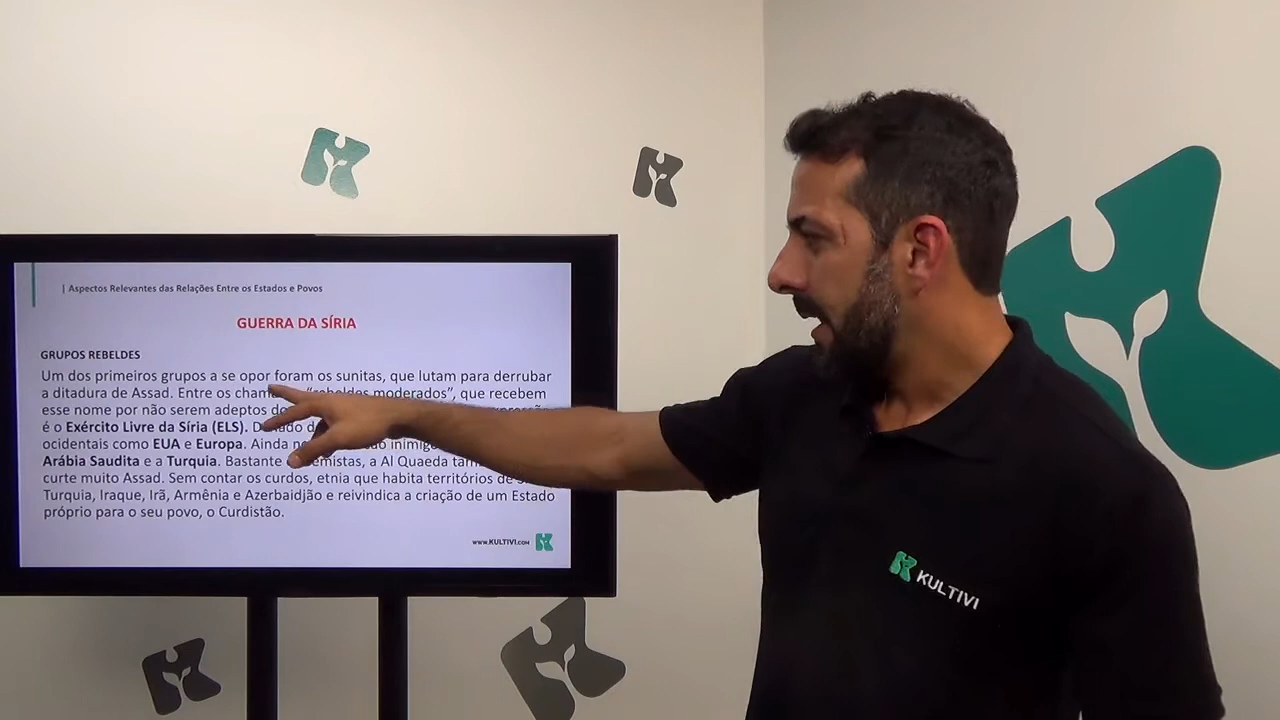 | Aspectos Relevantes das Relações Entre os Estados e Povos
GUERRA DA SÍRIA
GRUPOS REBELDES
Um dos primeiros grupos a se opor foram os sunitas, que lutam para derrubar
a ditadura de Assad. Entre os "rebeldes moderados", que recebem
esse nome por não serem adeptos
é o Exército Livre da Síria (ELS).
ocidentais como EUA e Europa. Ainda
Arábia Saudita e a Turquia. Bastante a Al Quaeda
curte muito Assad. Sem contar os curdos, etnia que habita territórios de
Turquia, Iraque, Irã, Armênia e Azerbaidjão e reivindica a criação de um Estado
próprio para o seu povo, o Curdistão.
www.KULTIVI.COM
KULTIVI